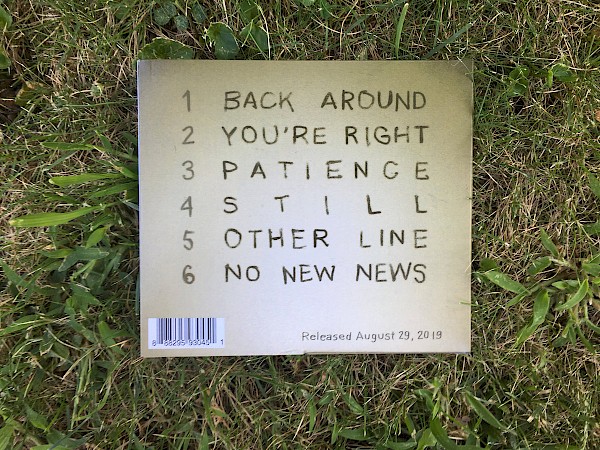 1 BACK AROUND
2 YOU'RE RIGHT
3 PATIENCE
4 STILL
5 OTHER LINE
6 NO NEW NEWS
Released August 29, 2019